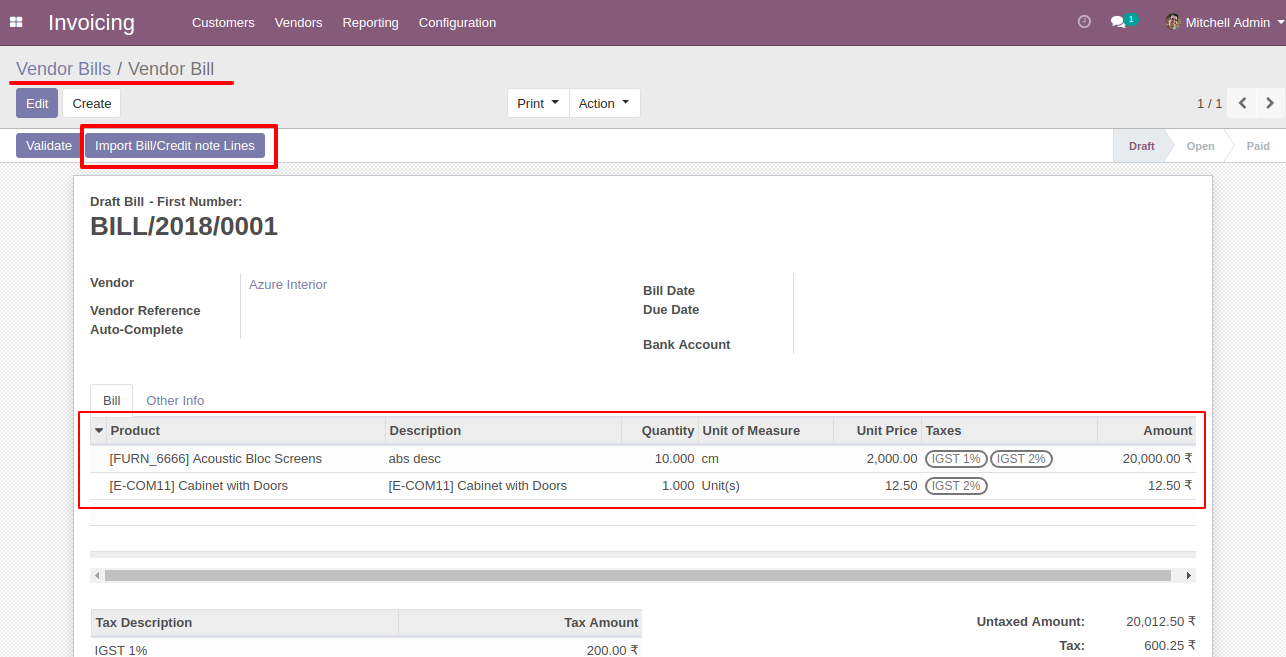 Invoicing Customers Vendors Reporting Configuration 1 Mitchell Admin
Vendor Bills / Vendor Bill
Edit Create Print Action 1 / 1
Validate Import Bill/Credit note Lines Draft Open Paid
Draft Bill - First Number:
BILL/2018/0001
Vendor Azure Interior
Bill Date
Vendor Reference
Due Date
Auto-Complete
Bank Account
Bill Other Info
Product Description Quantity Unit of Measure Unit Price Taxes Amount
[FURN_6666] Acoustic Bloc Screens abs desc 10.000 cm 2,000.00 IGST 1% IGST 2% 20,000.00 ₹
[E-COM11] Cabinet with Doors [E-COM11] Cabinet with Doors 1.000 Unit(s) 12.50 IGST 2% 12.50 ₹
Tax Description Tax Amount Untaxed Amount: 20,012.50 ₹
IGST 1% 200.00 ₹ Tax: 600.25 ₹